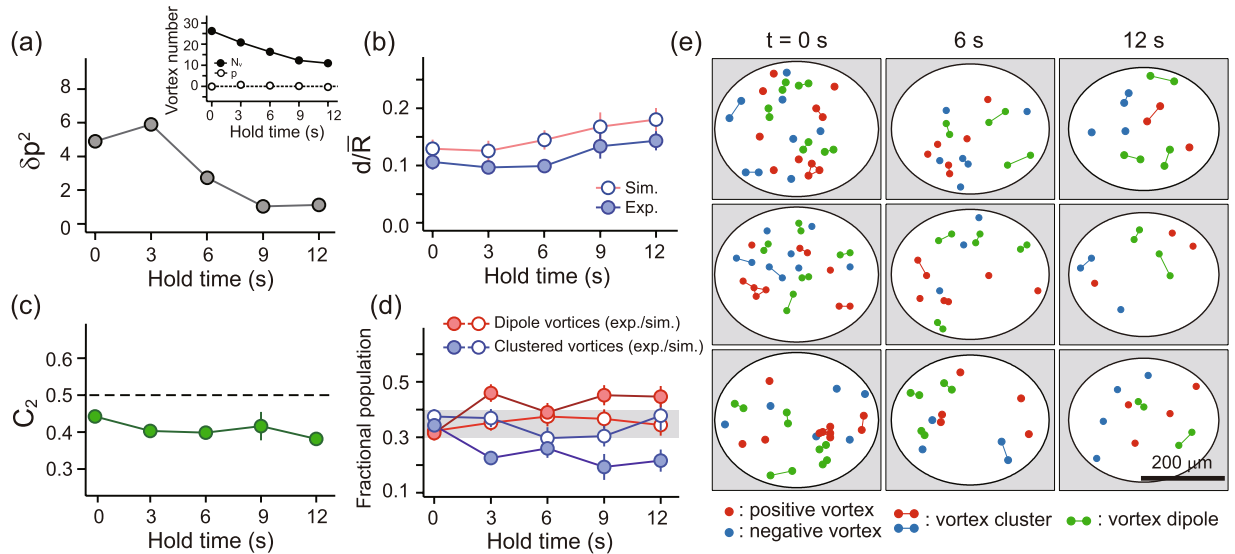 (a)
δp²
8
6
4
2
0
0 3 6 9 12
Hold time (s)
Vortex number
30
20
10
0
Nᵥ
p
0 3 6 9 12
Hold time (s)
(b)
d/R̅
0.2
0.1
0.0
Sim.
Exp.
0 3 6 9 12
Hold time (s)
(c)
C₂
0.6
0.5
0.4
0.3
0 3 6 9 12
Hold time (s)
(d)
Dipole vortices (exp./sim.)
Clustered vortices (exp./sim.)
Fractional population
0.5
0.3
0.1
0 3 6 9 12
Hold time (s)
(e)
t = 0 s 6 s 12 s
200 μm
: positive vortex
: negative vortex
: vortex cluster
: vortex dipole